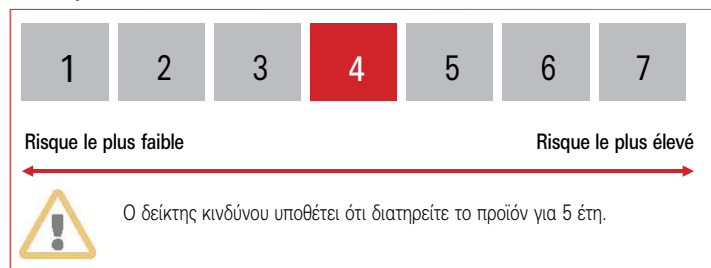 1 2 3 4 5 6 7
Risque le plus faible Risque le plus élevé
Ο δείκτης κινδύνου υποθέτει ότι διατηρείτε το προϊόν για 5 έτη.